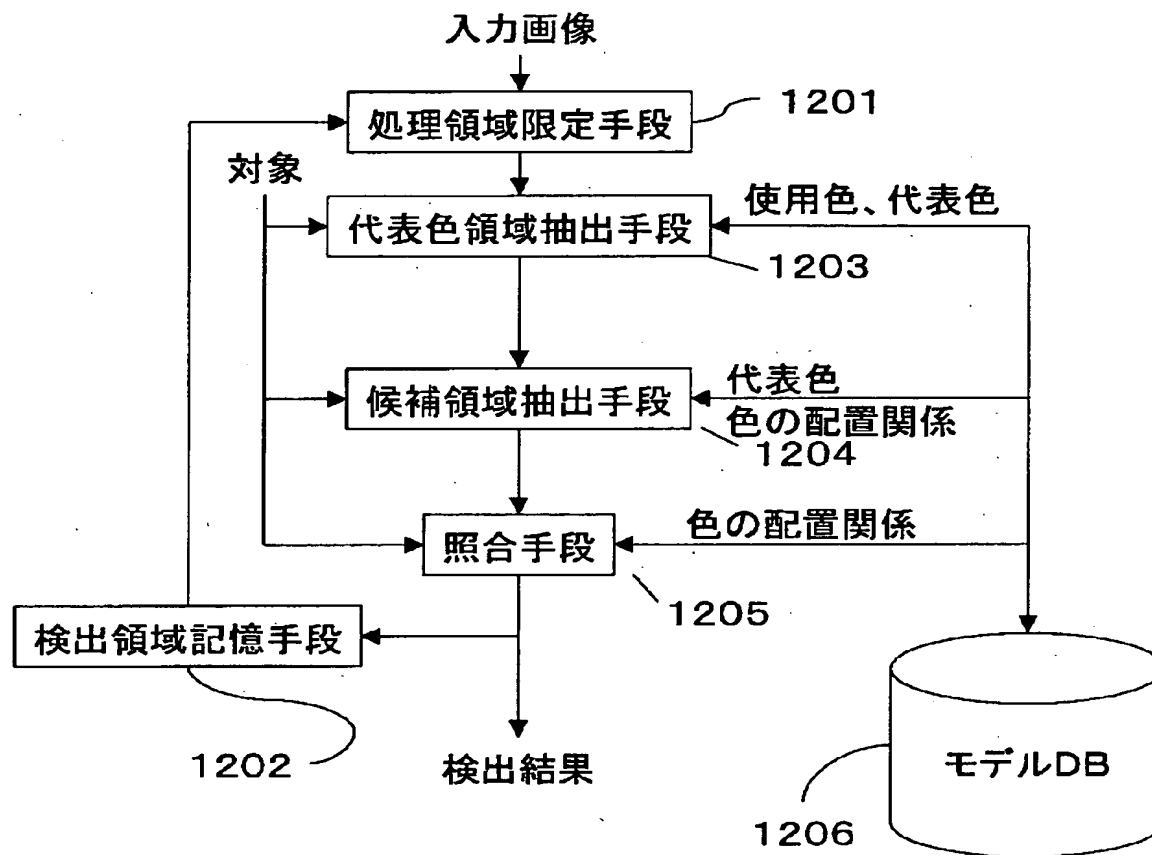 入力画像
処理領域限定手段
1201
対象
使用色、代表色
代表色領域抽出手段
1203
代表色
候補領域抽出手段
色の配置関係
1204
色の配置関係
照合手段
1205
検出領域記憶手段
1202
検出結果
モデルDB
1206